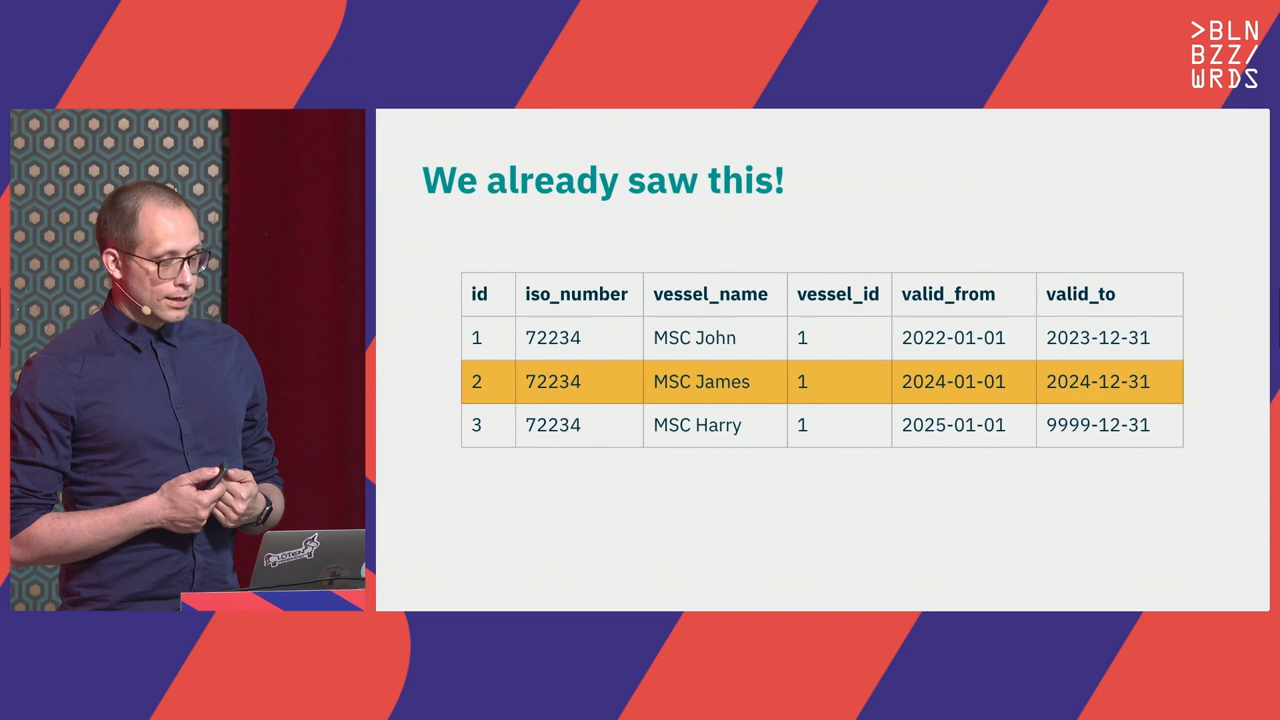 >BLN
BZZ/
WRDS
We already saw this!
id iso_number vessel_name vessel_id valid_from valid_to
1 72234 MSC John 1 2022-01-01 2023-12-31
2 72234 MSC James 1 2024-01-01 2024-12-31
3 72234 MSC Harry 1 2025-01-01 9999-12-31